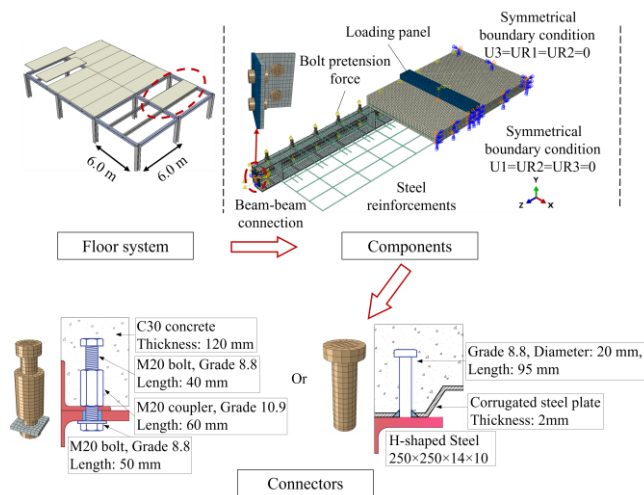 Loading panel
Symmetrical
boundary condition
U3=UR1=UR2=0
Bolt pretension
force
6.0 m
6.0 m
Symmetrical
boundary condition
U1=UR2=UR3=0
Beam-beam
connection
Steel
reinforcements
Y
Z
X
Floor system
Components
C30 concrete
Thickness: 120 mm
M20 bolt, Grade 8.8
Length: 40 mm
M20 coupler, Grade 10.9
Length: 60 mm
M20 bolt, Grade 8.8
Length: 50 mm
Or
Grade 8.8, Diameter: 20 mm,
Length: 95 mm
Corrugated steel plate
Thickness: 2mm
H-shaped Steel
250×250×14×10
Connectors